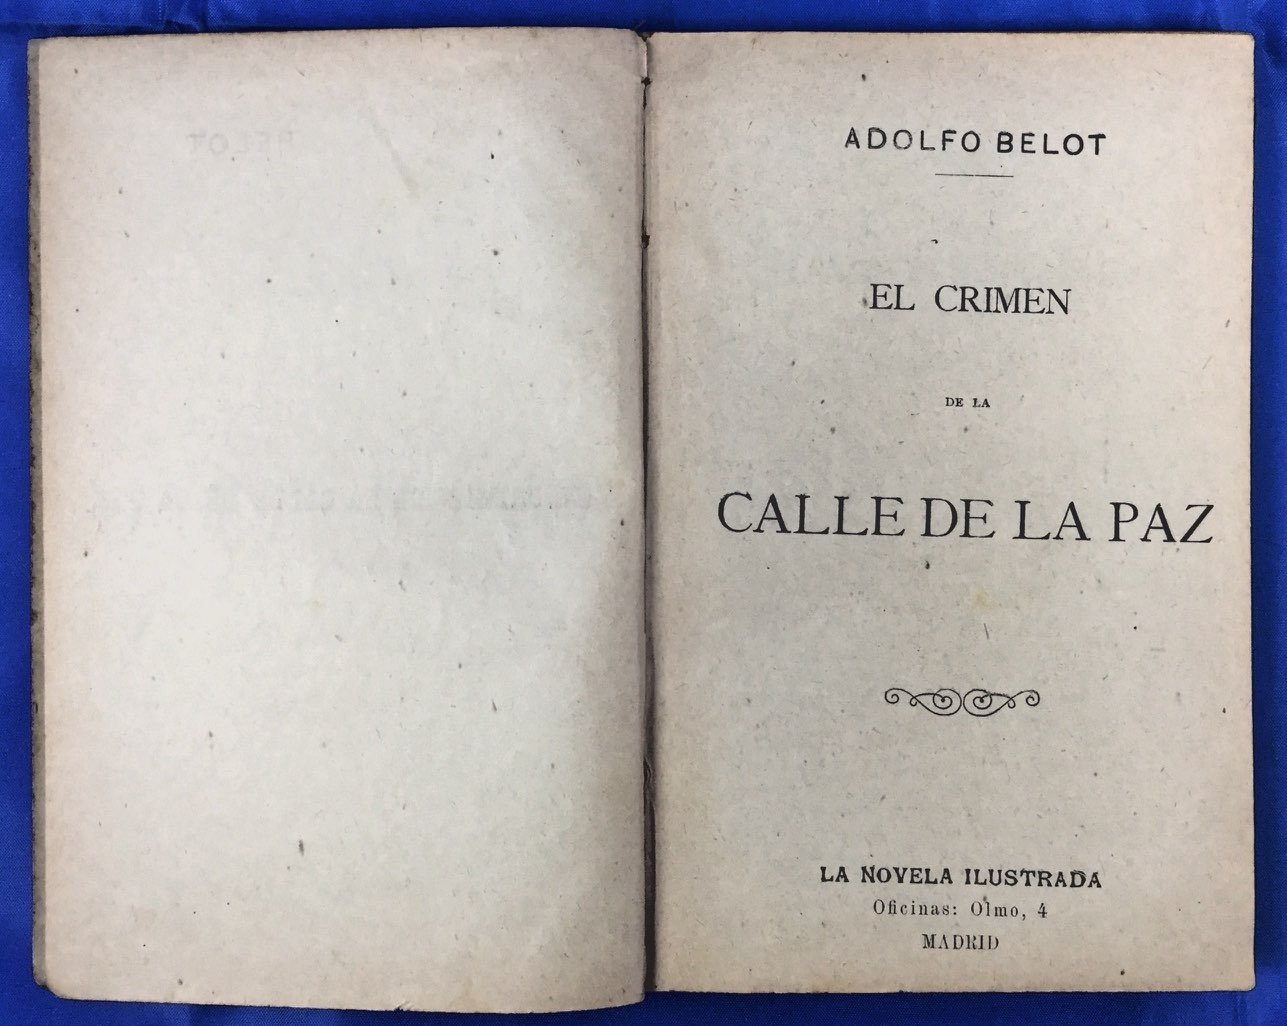 ADOLFO BELOT
EL CRIMEN
DE LA
CALLE DE LA PAZ
LA NOVELA ILUSTRADA
Oficinas: Olmo, 4
MADRID